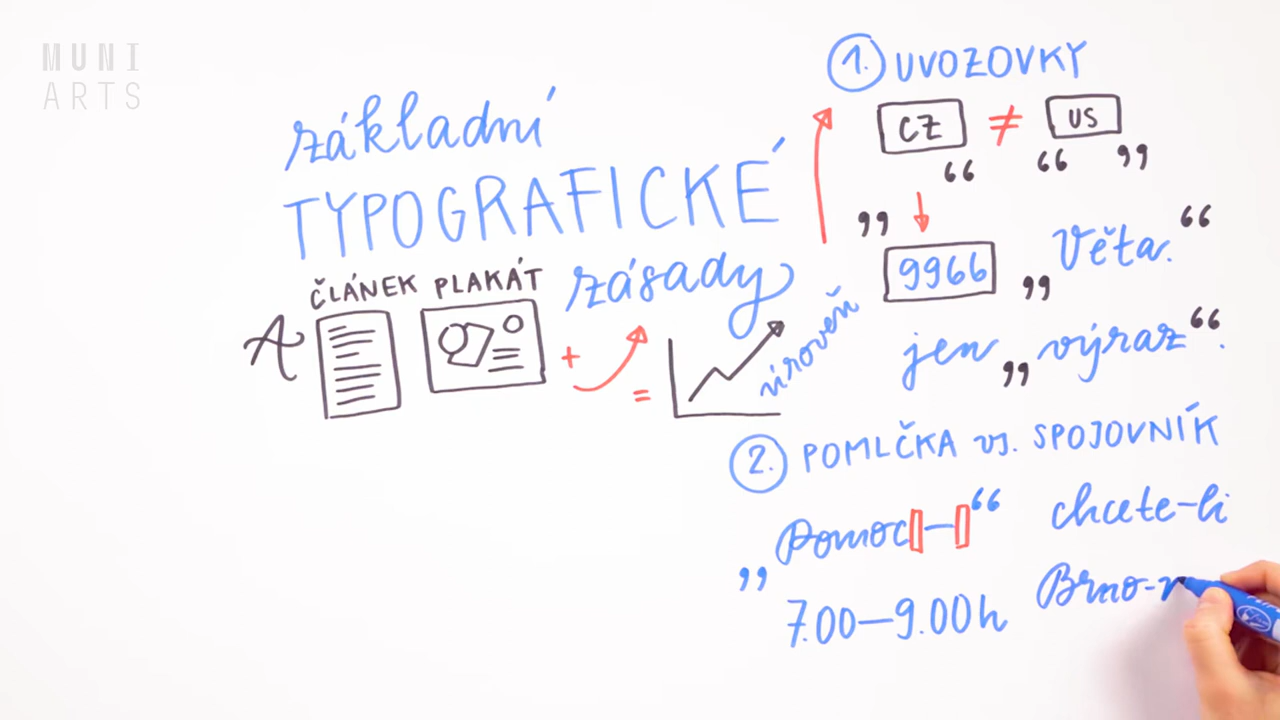 MUNI
ARTS
základní
TYPOGRAFICKÉ
zásady
ČLÁNEK PLAKÁT
A
+
=
úroveň
1. UVOZOVKY
CZ ≠ US
“ “ ”
„
9966
„Věta.“
jen „výraz“.
2. POMLČKA vs. SPOJOVNÍK
„Pomoc – “
chcete-li
7.00–9.00 h
Brno-